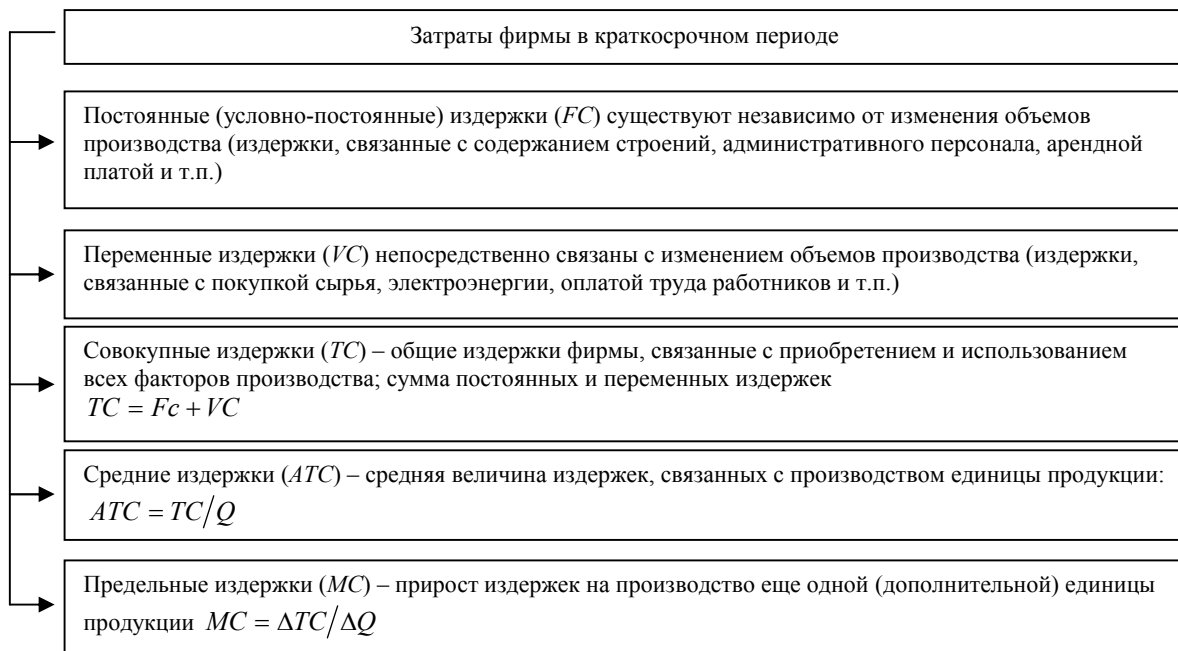 Затраты фирмы в краткосрочном периоде
Постоянные (условно-постоянные) издержки (FC) существуют независимо от изменения объемов
производства (издержки, связанные с содержанием строений, административного персонала, арендной
платой и т.п.)
Переменные издержки (VC) непосредственно связаны с изменением объемов производства (издержки,
связанные с покупкой сырья, электроэнергии, оплатой труда работников и т.п.)
Совокупные издержки (TC) – общие издержки фирмы, связанные с приобретением и использованием
всех факторов производства; сумма постоянных и переменных издержек
TC = Fc + VC
Средние издержки (ATC) – средняя величина издержек, связанных с производством единицы продукции:
ATC = TC/Q
Предельные издержки (MC) – прирост издержек на производство еще одной (дополнительной) единицы
продукции MC = ΔTC/ΔQ